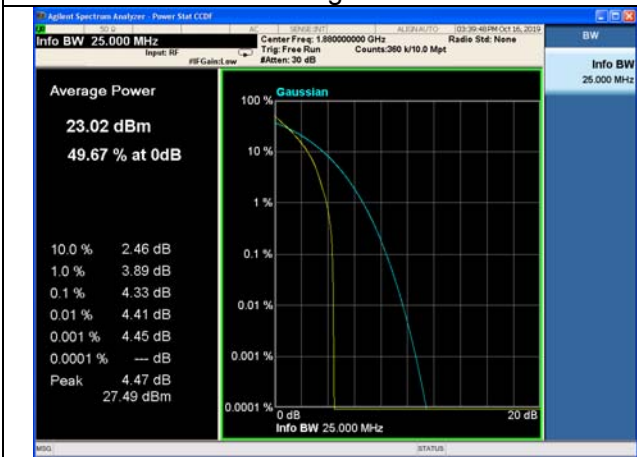 Agilent Spectrum Analyzer - Power Stat CCDF
50 Ω AC SENSE:INT ALIGN AUTO 03:39:48 PM Oct 16, 2019
Info BW 25.000 MHz
Center Freq: 1.880000000 GHz Radio Std: None
Input: RF Trig: Free Run Counts:360 k/10.0 Mpt
#IFGain:Low #Atten: 30 dB
BW
Info BW
25.000 MHz
Average Power
23.02 dBm
49.67 % at 0dB
10.0 % 2.46 dB
1.0 % 3.89 dB
0.1 % 4.33 dB
0.01 % 4.41 dB
0.001 % 4.45 dB
0.0001 % --- dB
Peak 4.47 dB
27.49 dBm
Gaussian
100 %
10 %
1 %
0.1 %
0.01 %
0.001 %
0.0001 %
0 dB 20 dB
Info BW 25.000 MHz
MSG STATUS